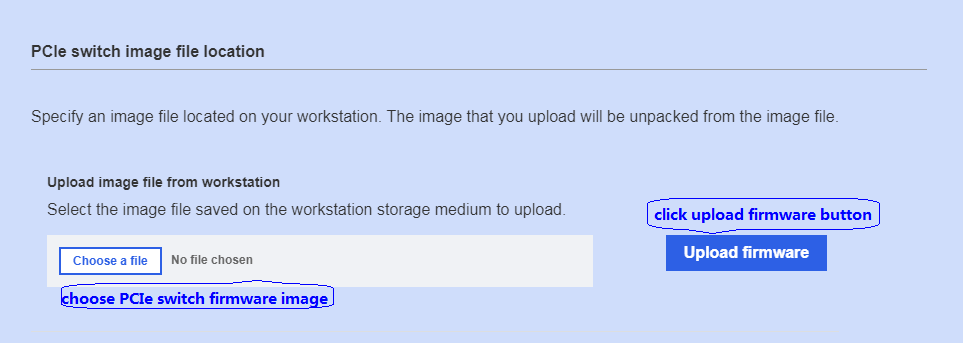 PCIe switch image file location
Specify an image file located on your workstation. The image that you upload will be unpacked from the image file.
Upload image file from workstation
Select the image file saved on the workstation storage medium to upload.
click upload firmware button
Choose a file
No file chosen
Upload firmware
choose PCIe switch firmware image